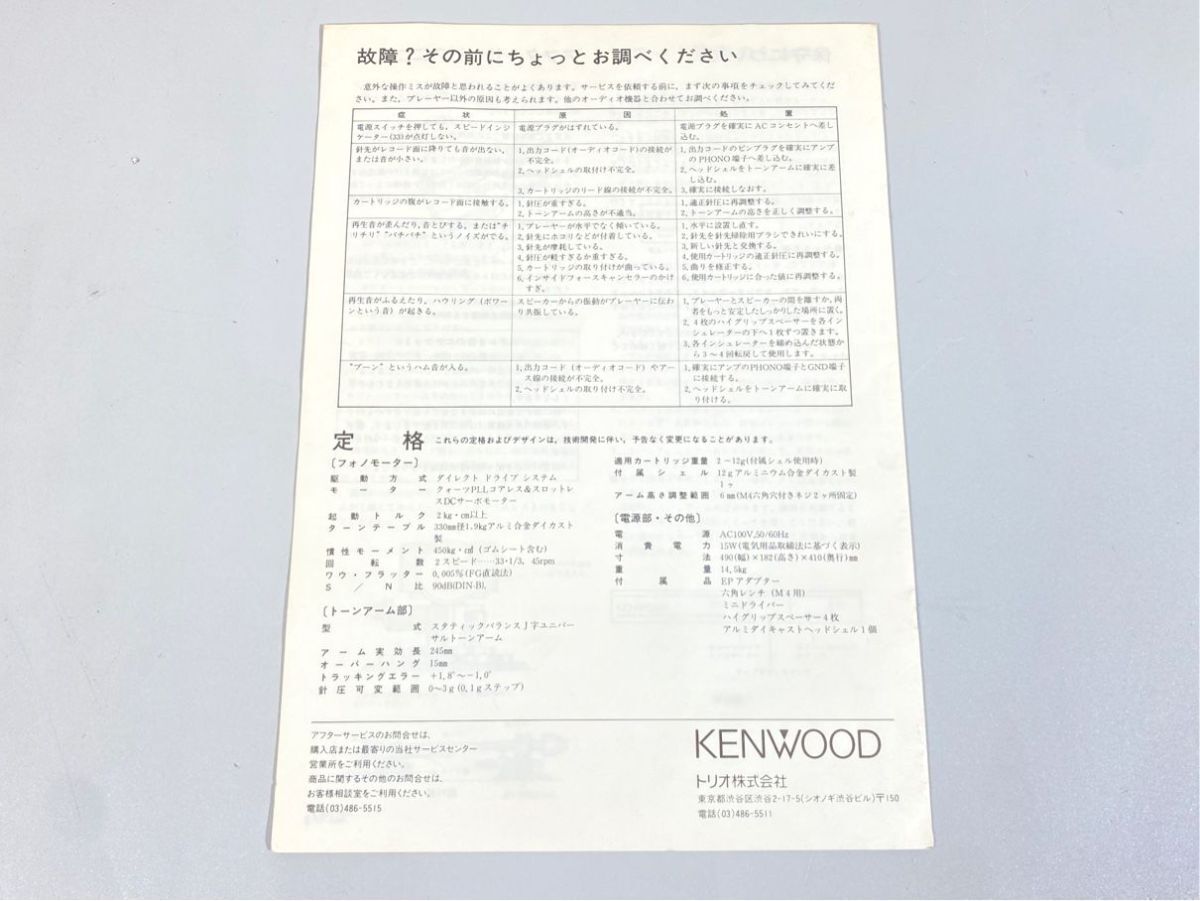 故障?その前にちょっとお調べください
意外な操作ミスが故障と思われることがよくあります。サービスを依頼する前に、まず次の事項をチェックしてみてくだ
さい。また、プレーヤー以外の原因も考えられます。他のオーディオ機器と合わせてお調べください。
症状 原因 処置
電源スイッチを押しても、スピードインジ
ケーター(33)が点灯しない。
電源プラグがはずれている。
電源プラグを確実にACコンセントへ差し
込む。
針先がレコード面に降りても音が出ない、
または音が小さい。
1.出力コード(オーディオコード)の接続が
不完全。
2.ヘッドシェルの取付け不完全。
3.カートリッジのリード線の接続が不完全。
1.出力コードのピンプラグを確実にアンプ
のPHONO端子へ差し込む。
2.ヘッドシェルをトーンアームに確実に差
し込む。
3.確実に接続しなおす。
カートリッジの腹がレコード面に接触する。
1.針圧が重すぎる。
2.トーンアームの高さが不適当。
1.適正針圧に再調整する。
2.トーンアームの高さを正しく調整する。
再生音が歪んだり、音とびする。または"チ
リチリ" "パチパチ"というノイズがでる。
1.プレーヤーが水平でなく傾いている。
2.針先にホコリなどが付着している。
3.針先が摩耗している。
4.針圧が軽すぎるか重すぎる。
5.カートリッジの取り付けが曲っている。
6.インサイドフォースキャンセラーのかけ
すぎ。
1.水平に設置し直す。
2.針先を針先掃除用ブラシできれいにする。
3.新しい針先と交換する。
4.使用カートリッジの適正針圧に再調整する。
5.曲りを修正する。
6.使用カートリッジに合った値に再調整する。
再生音がふるえたり、ハウリング(ボワー
ンという音)が起きる。
スピーカーからの振動がプレーヤーに伝わ
り共振している。
1.プレーヤーとスピーカーの間を離すか、両
者をもっと安定したしっかりした場所に置く。
2.4枚のハイグリップスペーサーを各イン
シュレーターの下へ1枚ずつ置きます。
3.各インシュレーターを締め込んだ状態か
ら3~4回転戻して使用します。
"ブーン"というハム音が入る。
1.出力コード(オーディオコード)やアー
ス線の接続が不完全。
2.ヘッドシェルの取り付け不完全。
1.確実にアンプのPHONO端子とGND端子
に接続する。
2.ヘッドシェルをトーンアームに確実に取
り付ける。
定格 これらの定格およびデザインは、技術開発に伴い、予告なく変更になることがあります。
〔フォノモーター〕
駆動方式 ダイレクト ドライブ システム
モーター クォーツPLLコアレス&スロットレ
スDCサーボモーター
起動トルク 2kg・cm以上
ターンテーブル 330mm径1.9kgアルミ合金ダイカスト
製
慣性モーメント 450kg・c㎡(ゴムシート含む)
回転数 2スピード……33・1/3、45rpm
ワウ・フラッター 0.005%(FG直読法)
S/N比 90dB(DIN-B)。
〔トーンアーム部〕
型式 スタティックバランスJ字ユニバー
サルトーンアーム
アーム実効長 245mm
オーバーハング 15mm
トラッキングエラー +1.8°~-1.0°
針圧可変範囲 0~3g(0.1gステップ)
適用カートリッジ重量 2~12g(付属シェル使用時)
付属シェル 12gアルミニウム合金ダイカスト製
1ヶ
アーム高さ調整範囲 6mm(M4六角穴付きネジ2ヶ所固定)
〔電源部・その他〕
電源 AC100V,50/60Hz
消費電力 15W(電気用品取締法に基づく表示)
寸法 490(幅)×182(高さ)×410(奥行)mm
重量 14.5kg
付属品 EPアダプター
六角レンチ(M4用)
ミニドライバー
ハイグリップスペーサー4枚
アルミダイキャストヘッドシェル1個
アフターサービスのお問合せは、
購入店または最寄りの当社サービスセンター
営業所をご利用ください。
商品に関するその他のお問合せは、
お客様相談室をご利用ください。
電話(03)486-5515
KENWOOD
トリオ株式会社
東京都渋谷区渋谷2-17-5(シオノギ渋谷ビル)〒150
電話(03)486-5511